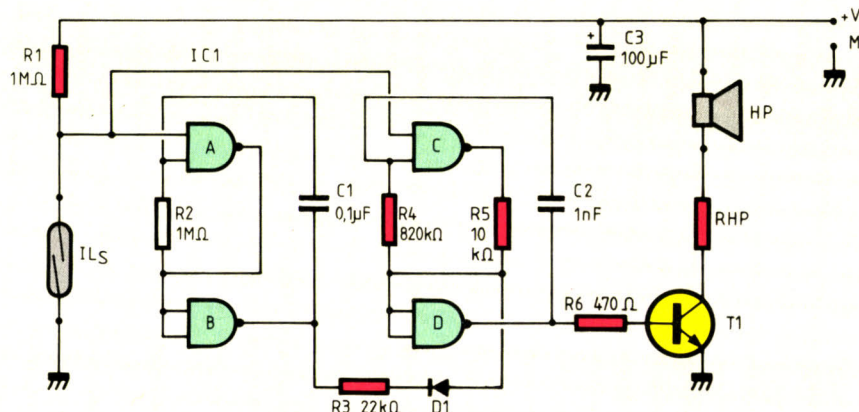 +V
M
C3
100µF
HP
R1
1MΩ
IC1
A
C
R2
1MΩ
C1
0,1µF
R4
820kΩ
R5
10
kΩ
C2
1nF
RHP
ILS
B
D
R6 470 Ω
T1
R3 22kΩ
D1
+